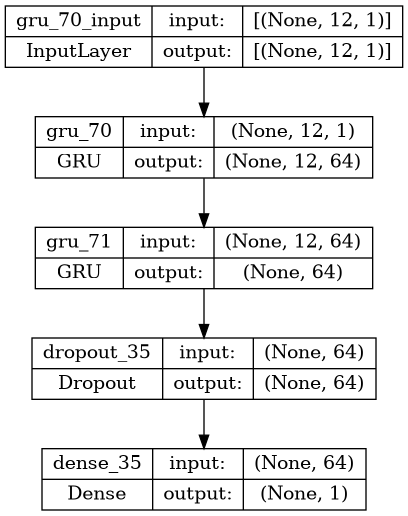 gru_70_input input: [(None, 12, 1)]
InputLayer output: [(None, 12, 1)]
gru_70 input: (None, 12, 1)
GRU output: (None, 12, 64)
gru_71 input: (None, 12, 64)
GRU output: (None, 64)
dropout_35 input: (None, 64)
Dropout output: (None, 64)
dense_35 input: (None, 64)
Dense output: (None, 1)